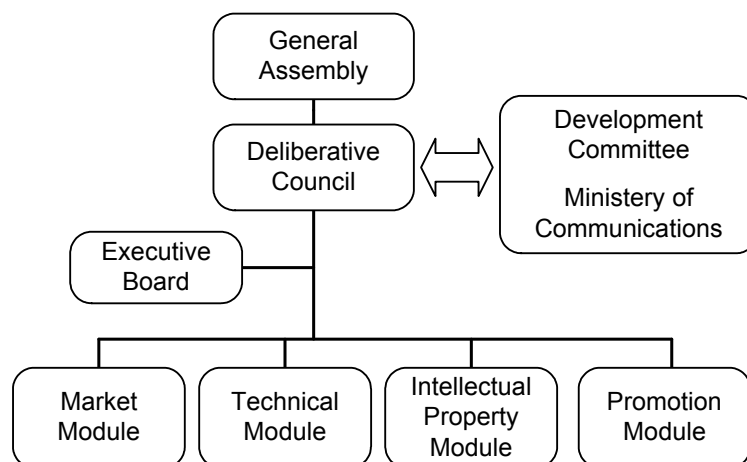 General
Assembly
Deliberative
Council
Development
Committee
Ministery of
Communications
Executive
Board
Market
Module
Technical
Module
Intellectual
Property
Module
Promotion
Module